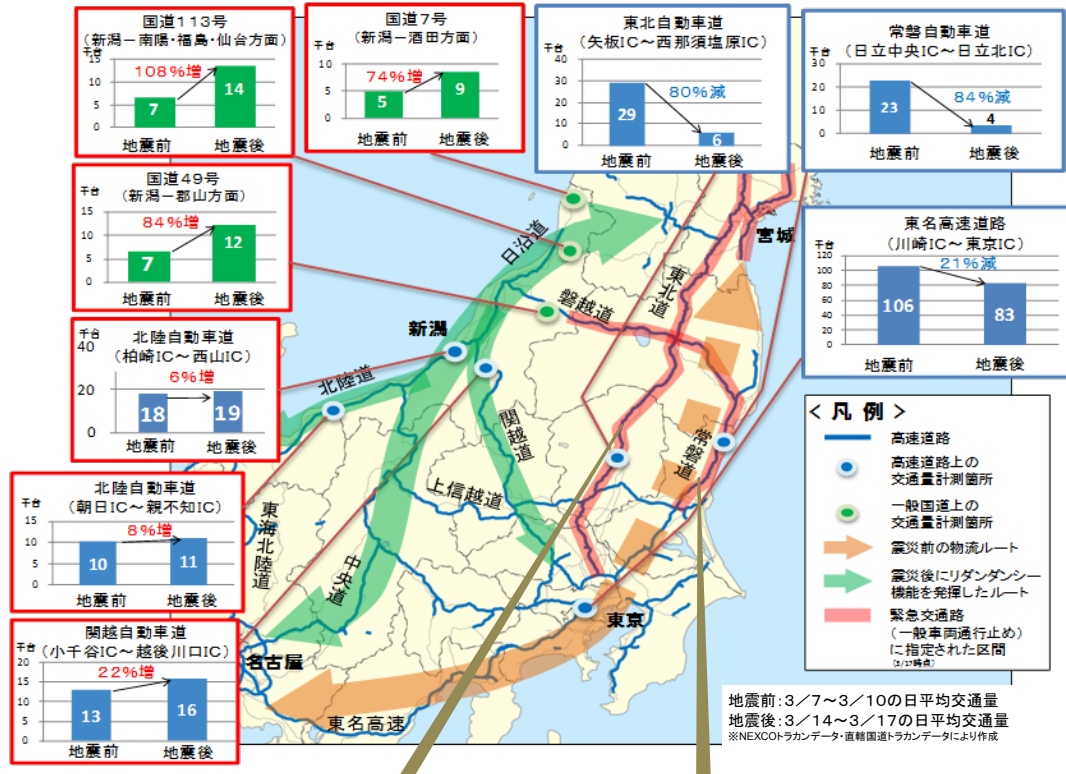 国道113号
(新潟－南陽・福島・仙台方面)
千台
15
10
5
0
108%増
7
14
地震前
地震後
国道7号
(新潟－酒田方面)
千台
15
10
5
0
74%増
5
9
地震前
地震後
東北自動車道
(矢板IC～西那須塩原IC)
千台
40
30
20
10
0
80%減
29
6
地震前
地震後
常磐自動車道
(日立中央IC～日立北IC)
千台
30
20
10
0
84%減
23
4
地震前
地震後
国道49号
(新潟－郡山方面)
千台
15
10
5
0
84%増
7
12
地震前
地震後
東名高速道路
(川崎IC～東京IC)
千台
120
100
80
60
40
20
0
21%減
106
83
地震前
地震後
北陸自動車道
(柏崎IC～西山IC)
千台
40
20
0
6%増
18
19
地震前
地震後
北陸自動車道
(朝日IC～親不知IC)
千台
15
10
5
0
8%増
10
11
地震前
地震後
関越自動車道
(小千谷IC～越後川口IC)
千台
20
15
10
5
0
22%増
13
16
地震前
地震後
日沿道
宮城
東北道
磐越道
新潟
北陸道
関越道
常磐道
上信越道
東海北陸道
中央道
東京
名古屋
東名高速
＜凡例＞
高速道路
高速道路上の
交通量計測箇所
一般国道上の
交通量計測箇所
震災前の物流ルート
震災後にリダンダンシー
機能を発揮したルート
緊急交通路
(一般車両通行止め)
に指定された区間
(3/17時点)
地震前：3／7～3／10の日平均交通量
地震後：3／14～3／17の日平均交通量
※NEXCOトラカンデータ・直轄国道トラカンデータにより作成